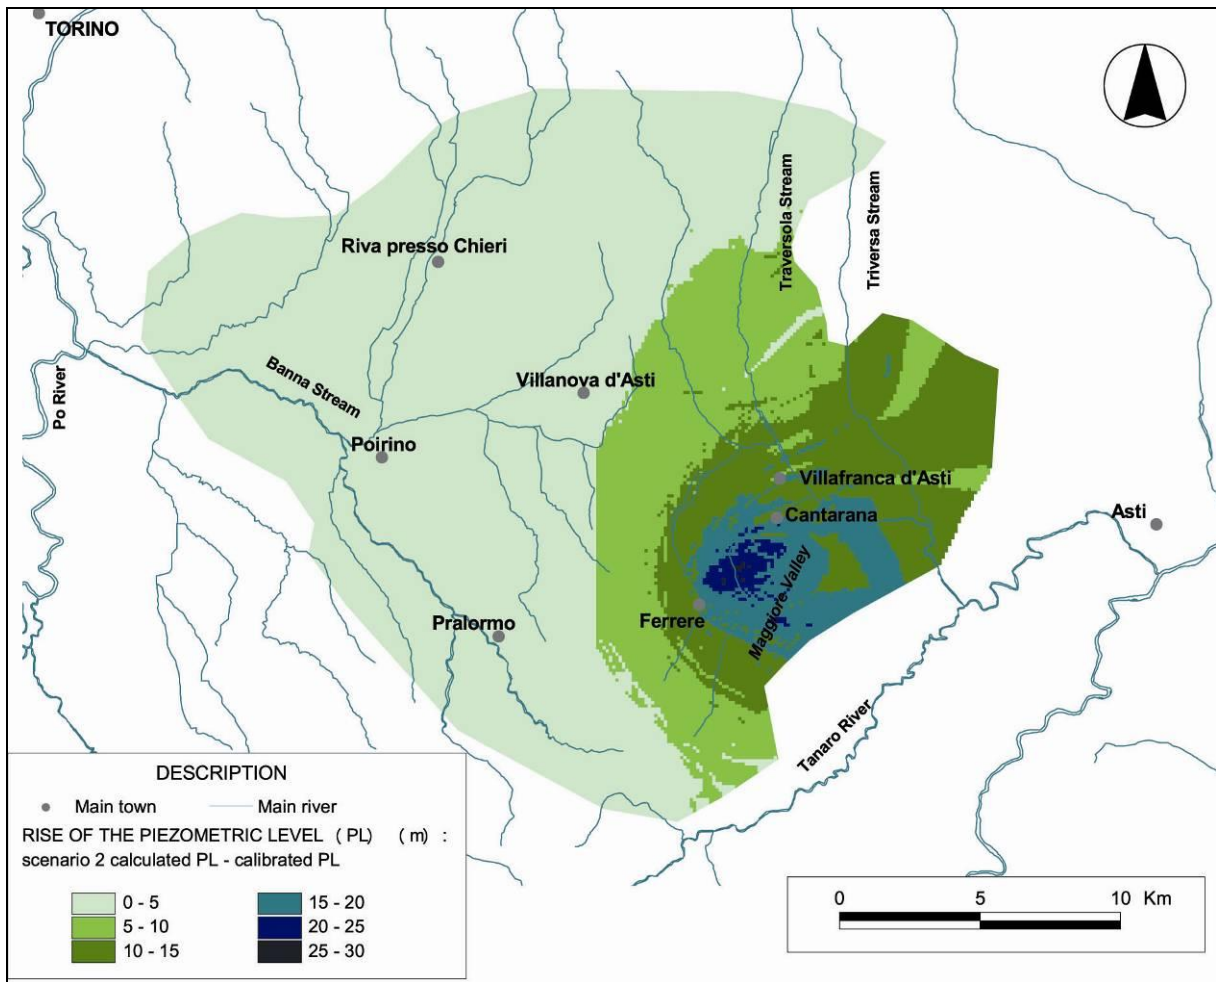 TORINO
Traversola Stream
Triversa Stream
Riva presso Chieri
Po River
Banna Stream
Villanova d'Asti
Poirino
Villafranca d'Asti
Cantarana
Asti
Maggiore Valley
Ferrere
Pralormo
Tanaro River
DESCRIPTION
Main town
Main river
RISE OF THE PIEZOMETRIC LEVEL ( PL) ( m) :
scenario 2 calculated PL - calibrated PL
0 - 5
5 - 10
10 - 15
15 - 20
20 - 25
25 - 30
0 5 10 Km